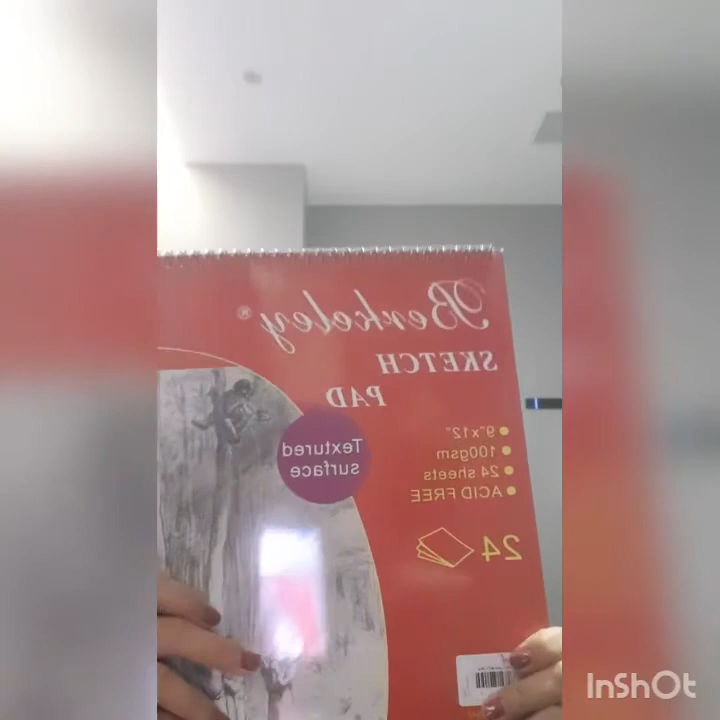 Berkeley®
SKETCH
PAD
Textured
surface
9"x12"
100gsm
24 sheets
ACID FREE
24
InShOt